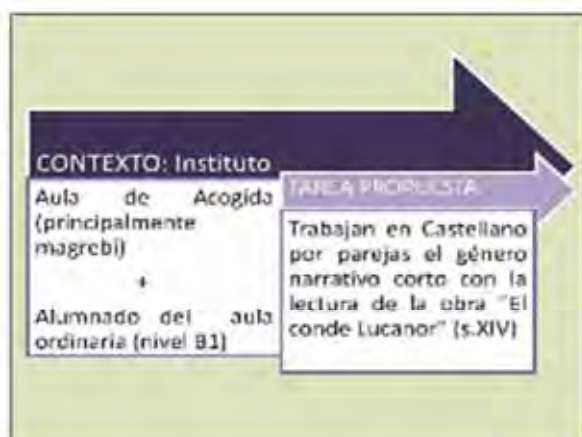 CONTEXTO: Instituto
Aula de Acogida
(principalmente
magrebí)
+
Alumnado del aula
ordinaria (nivel B1)
TAREA PROPUESTA
Trabajan en Castellano
por parejas el género
narrativo corto con la
lectura de la obra "El
conde Lucanor" (s.XIV)